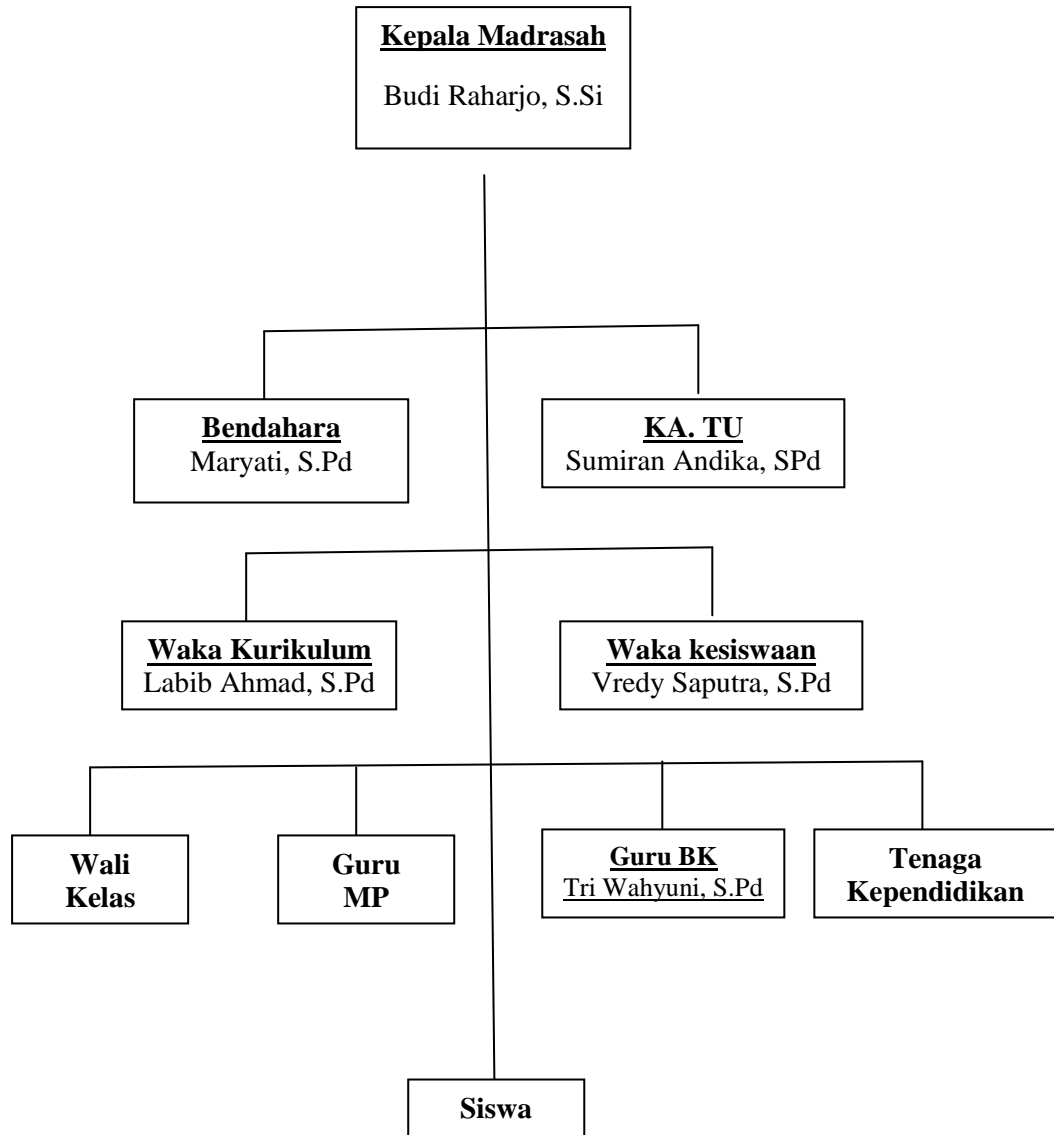 Kepala Madrasah
Budi Raharjo, S.Si
Bendahara
Maryati, S.Pd
KA. TU
Sumiran Andika, SPd
Waka Kurikulum
Labib Ahmad, S.Pd
Waka kesiswaan
Vredy Saputra, S.Pd
Wali
Kelas
Guru
MP
Guru BK
Tri Wahyuni, S.Pd
Tenaga
Kependidikan
Siswa